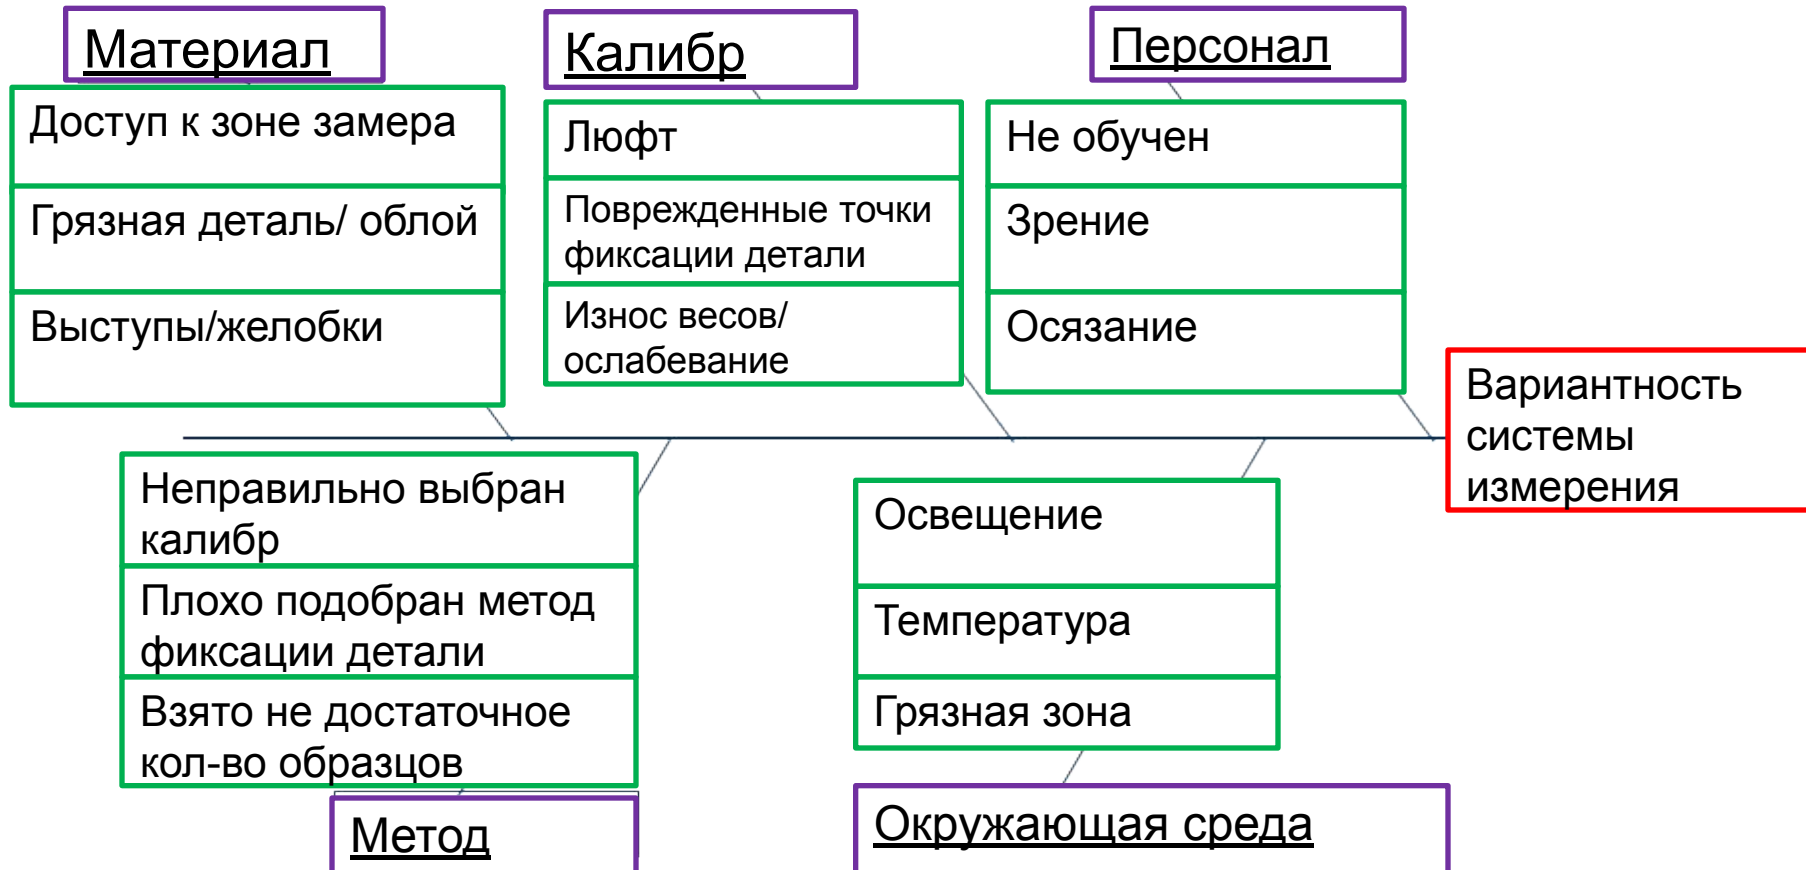 Материал
Калибр
Персонал
Доступ к зоне замера
Грязная деталь/ облой
Выступы/желобки
Люфт
Поврежденные точки
фиксации детали
Износ весов/
ослабевание
Не обучен
Зрение
Осязание
Вариантность
системы
измерения
Неправильно выбран
калибр
Плохо подобран метод
фиксации детали
Взято не достаточное
кол-во образцов
Освещение
Температура
Грязная зона
Метод
Окружающая среда